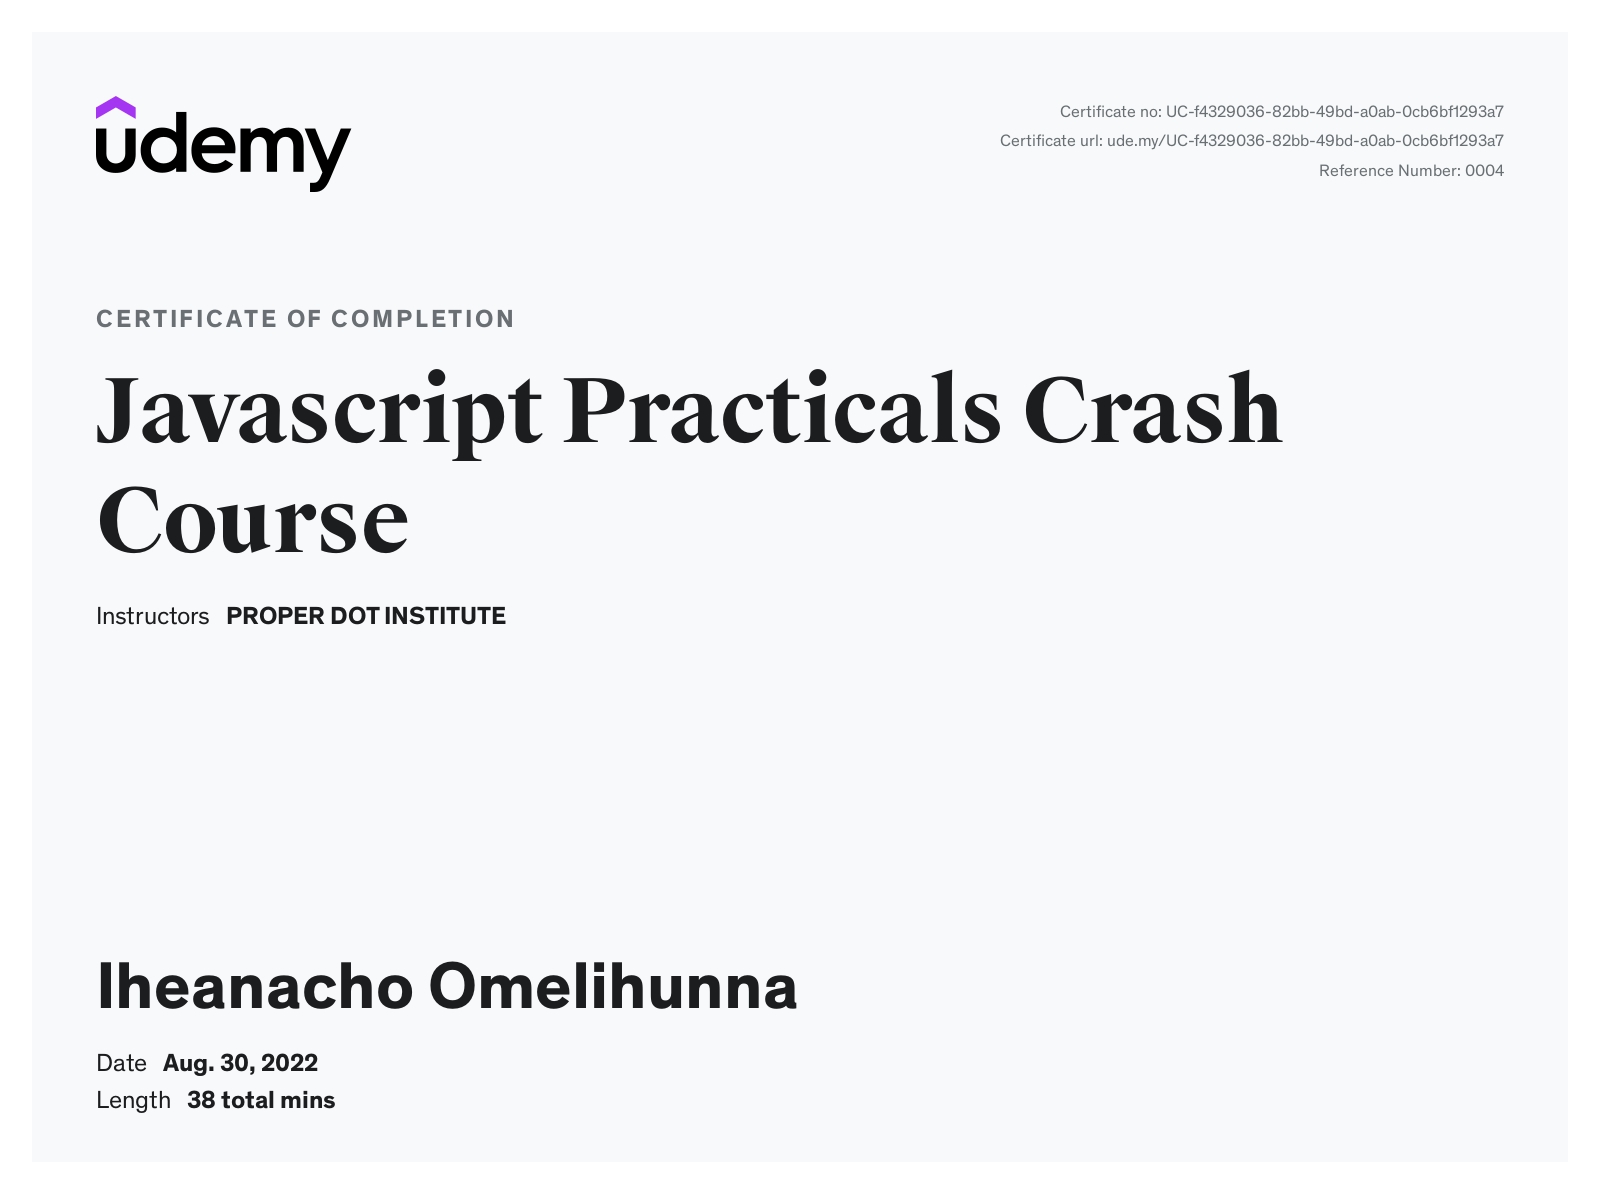 udemy
Certificate no: UC-f4329036-82bb-49bd-a0ab-0cb6bf1293a7
Certificate url: ude.my/UC-f4329036-82bb-49bd-a0ab-0cb6bf1293a7
Reference Number: 0004
CERTIFICATE OF COMPLETION
Javascript Practicals Crash
Course
Instructors PROPER DOT INSTITUTE
Iheanacho Omelihunna
Date Aug. 30, 2022
Length 38 total mins